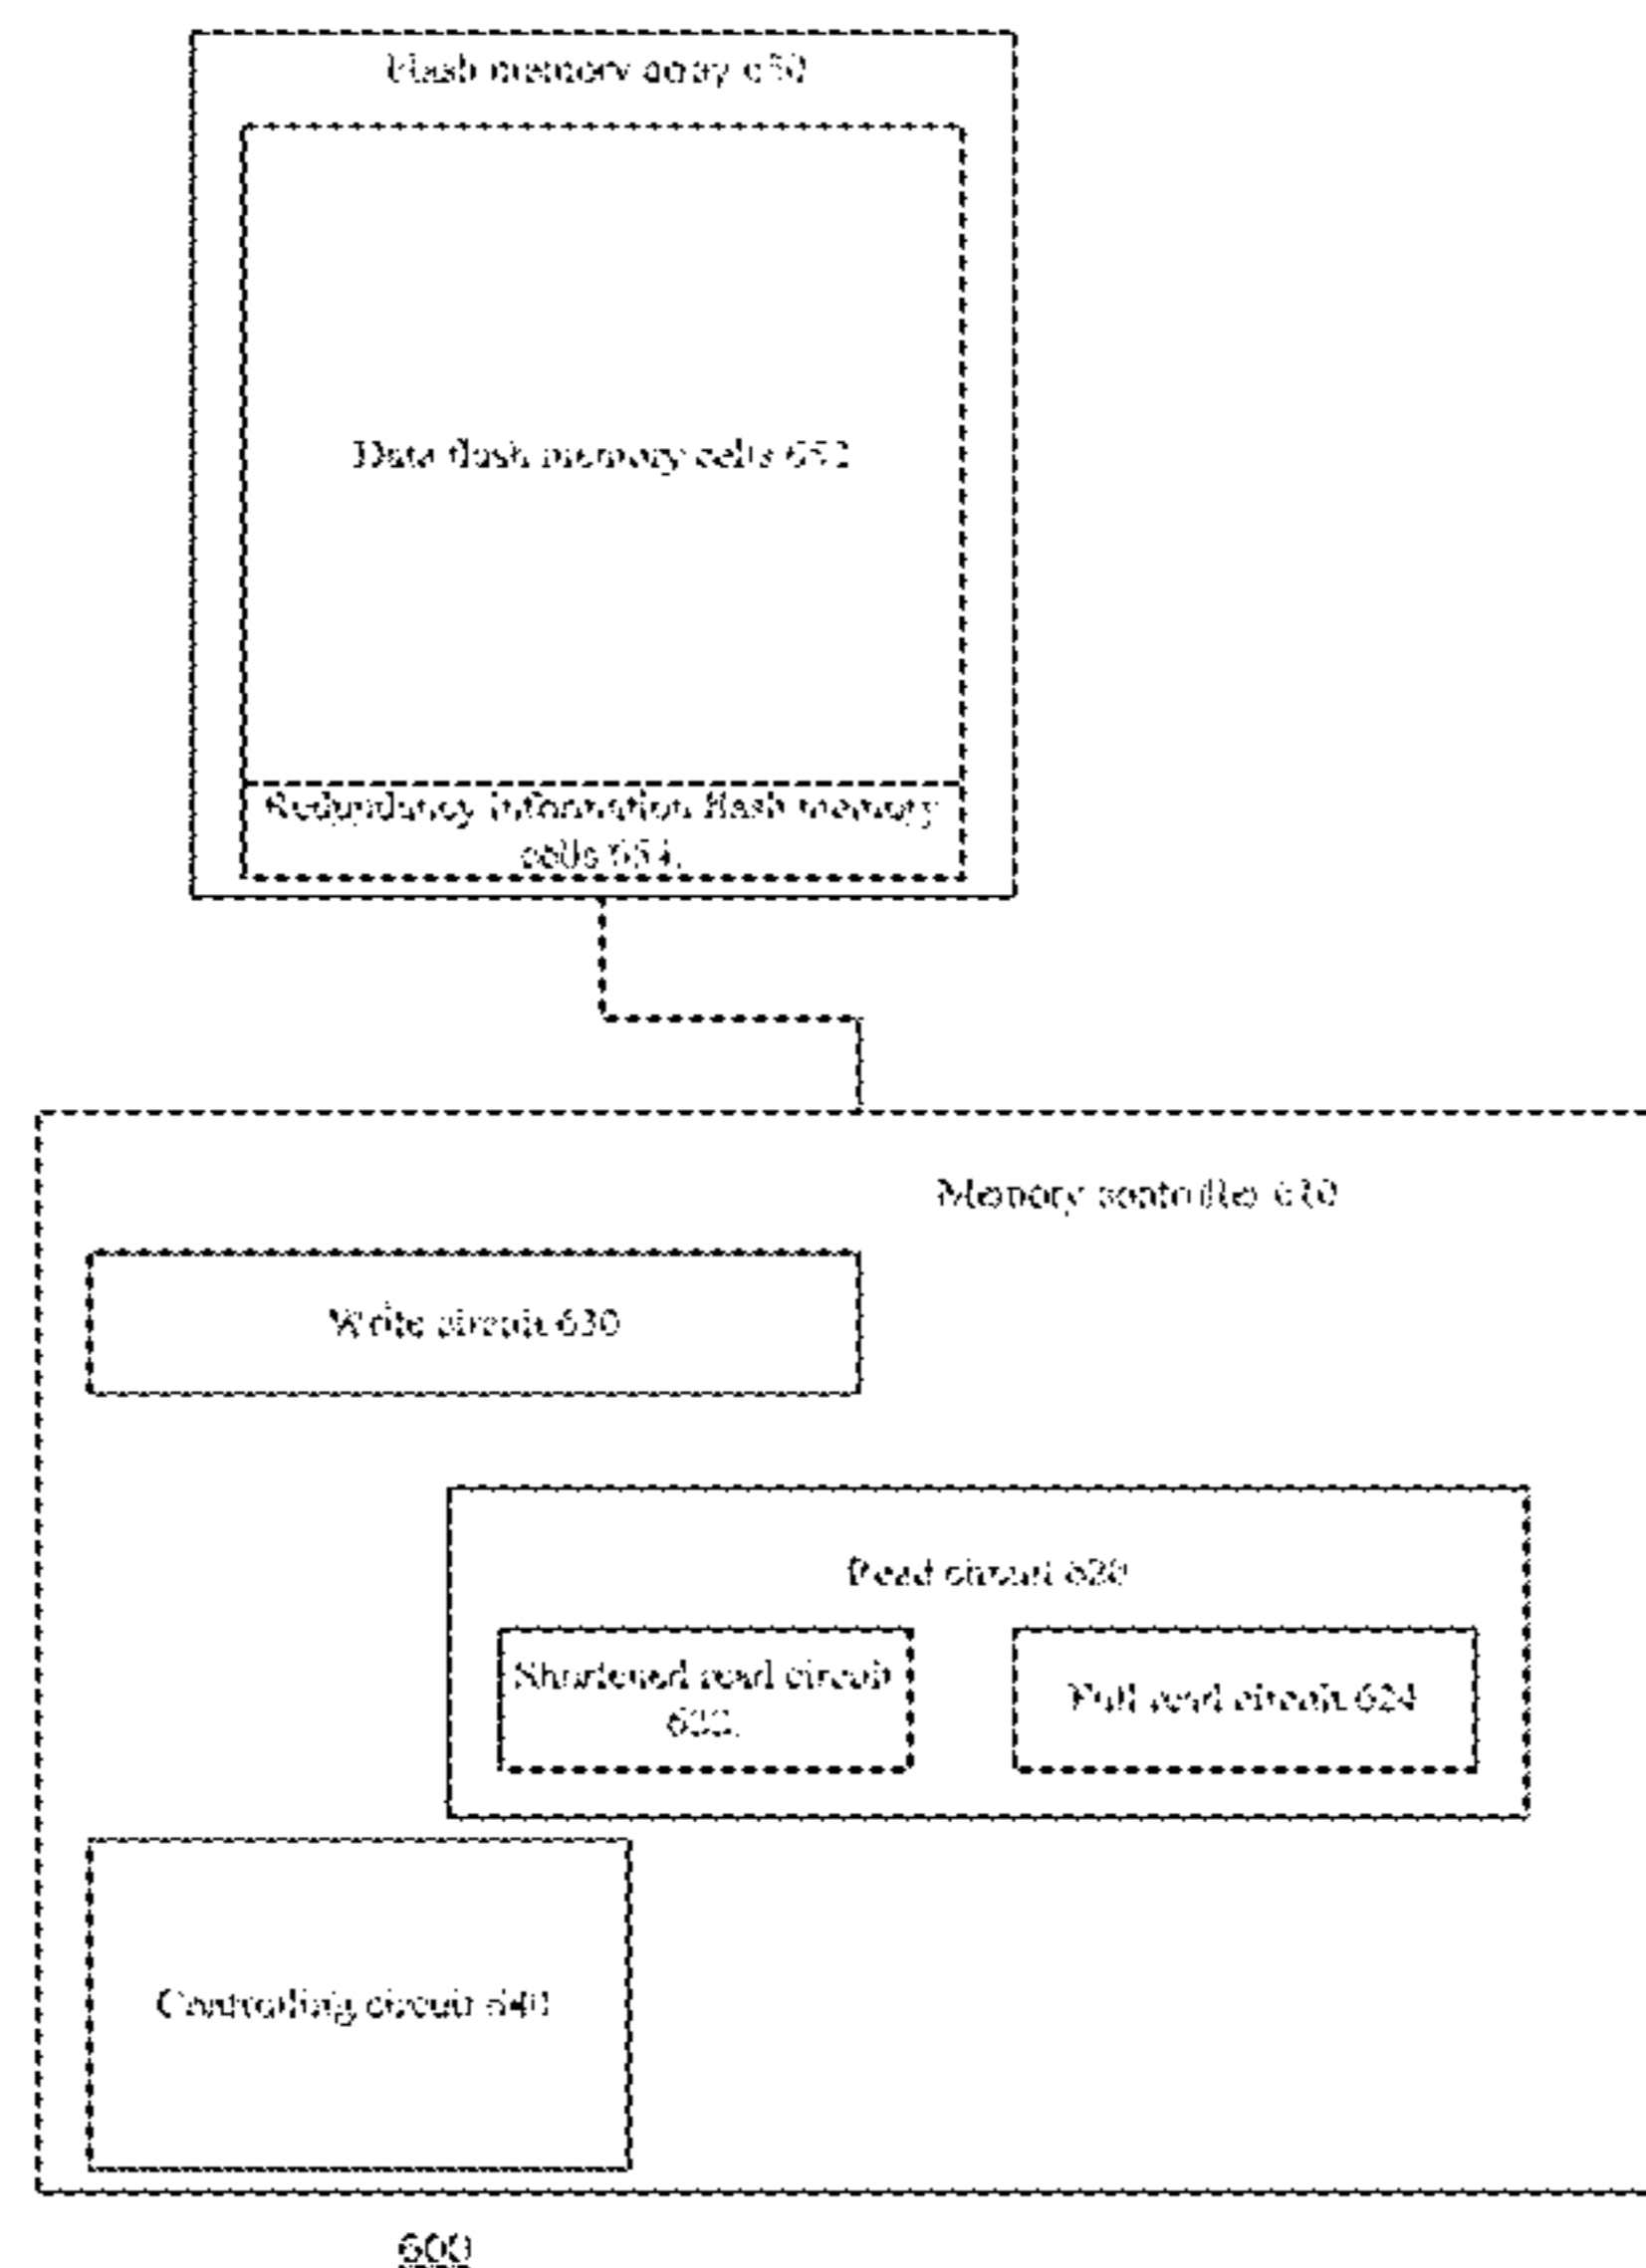 Flash memory array 650
Data flash memory cells 652
Redundancy information flash memory
cells 654.
Memory controller 610
Write circuit 630
Read circuit 620
Shortened read circuit
622.
Full read circuit 624
Controlling circuit 640
600